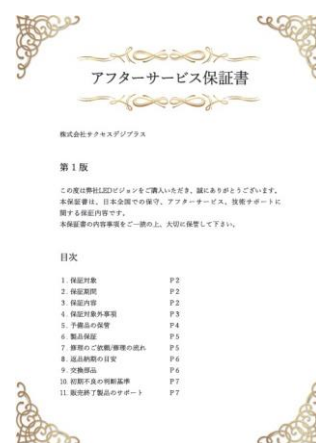 アフターサービス保証書
株式会社サクセスデジプラス
第1版
この度は弊社LEDビジョンをご購入いただき、誠にありがとうございます。
本保証書は、日本全国での保守、アフターサービス、技術サポートに
関する保証内容です。
本保証書の内容事項をご一読の上、大切に保管して下さい。
目次
1. 保証対象 P2
2. 保証期間 P2
3. 保証内容 P2
4. 保証対象外事項 P3
5. 予備品の保管 P4
6. 製品保証 P5
7. 修理のご依頼/修理の流れ P5
8. 返品納期の目安 P6
9. 交換部品 P6
10. 初期不良の判断基準 P7
11. 販売終了製品のサポート P7